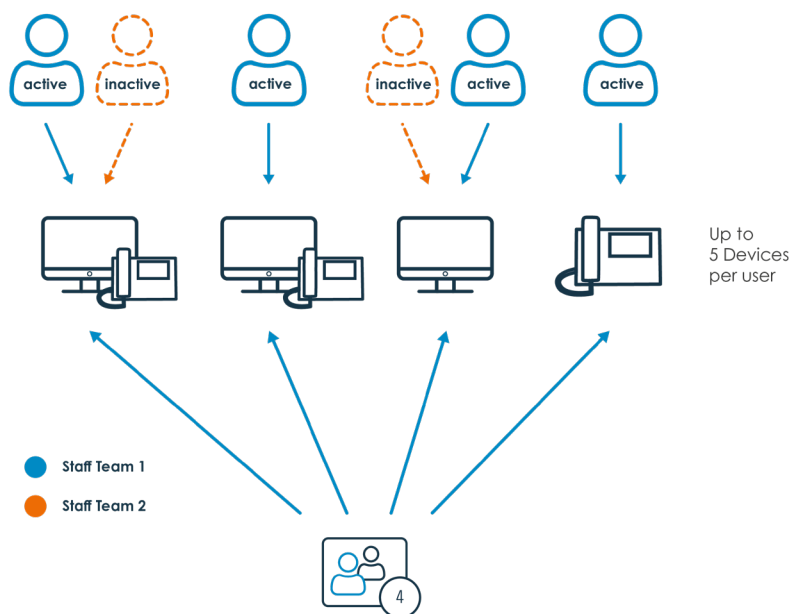 active
inactive
active
inactive
active
active
Up to
5 Devices
per user
Staff Team 1
Staff Team 2
4